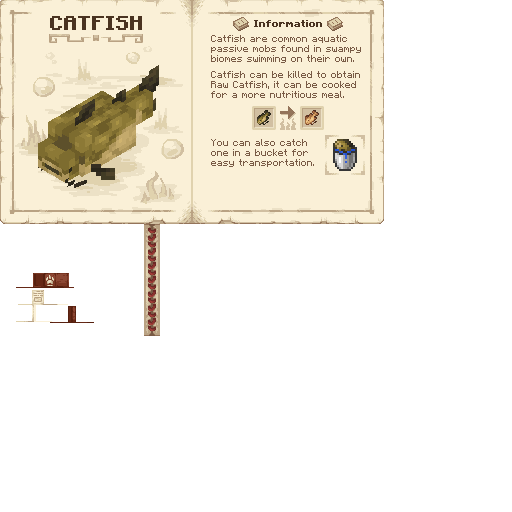 CATFISH
Information
Catfish are common aquatic
passive mobs found in swampy
biomes swimming on their own.
Catfish can be killed to obtain
Raw Catfish, it can be cooked
for a more nutritious meal.
You can also catch
one in a bucket for
easy transportation.